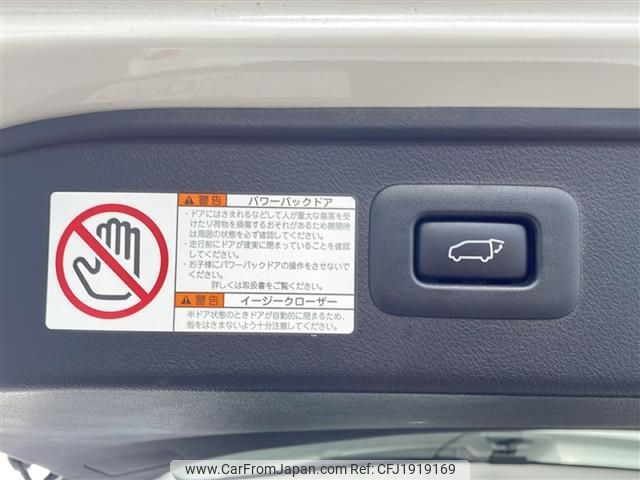 警告 パワーバックドア
・ドアにはさまれるなどして人が重大な傷害を受
けたり荷物を損傷するおそれがあるため開閉時
は周囲の状態を必ず確認してください。
・走行前にドアが確実に閉まっていることを確認
してください。
・お子様にパワーバックドアの操作をさせないで
ください。
詳しくは取扱書をご覧ください。
警告 イージークローザー
半ドア状態のときドアが自動的に閉まるため、
指をはさまないよう十分注意してください。
www.CarFromJapan.com - Photo ID: CFJ1919169